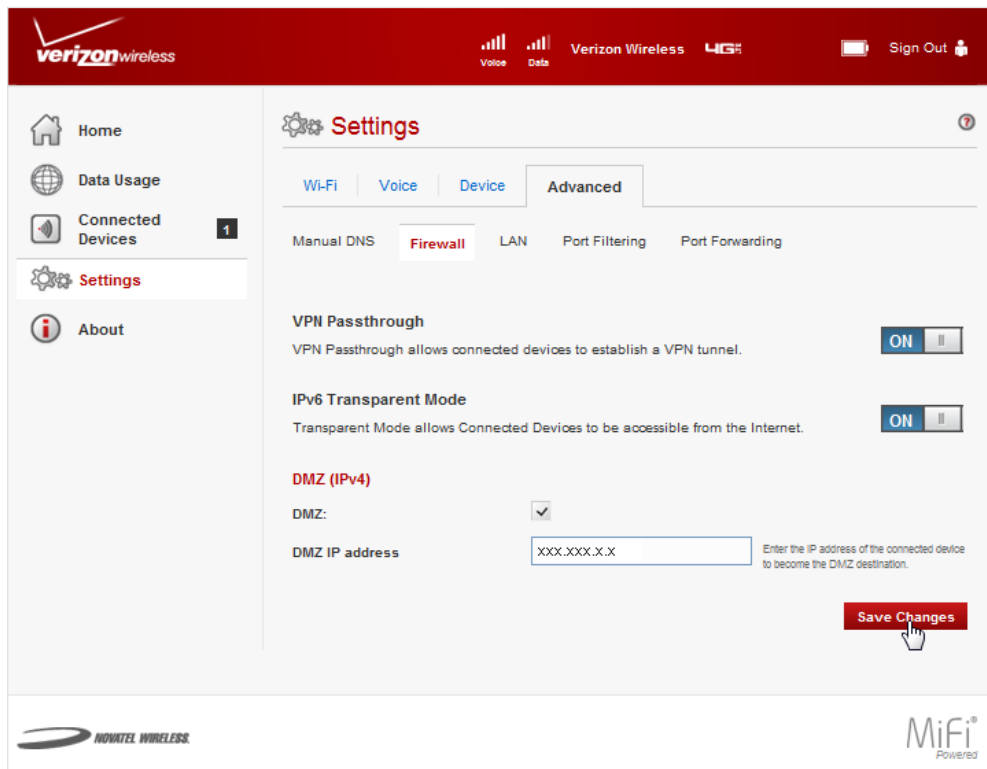 verizonwireless
Voice
Data
Verizon Wireless
4G LTE
Sign Out
Home
Data Usage
Connected
Devices
1
Settings
About
Settings
?
Wi-Fi
Voice
Device
Advanced
Manual DNS
Firewall
LAN
Port Filtering
Port Forwarding
VPN Passthrough
VPN Passthrough allows connected devices to establish a VPN tunnel.
ON
IPv6 Transparent Mode
Transparent Mode allows Connected Devices to be accessible from the Internet.
ON
DMZ (IPv4)
DMZ:
DMZ IP address
xxx.xxx.x.x
Enter the IP address of the connected device
to become the DMZ destination.
Save Changes
NOVATEL WIRELESS.
MiFi®
Powered